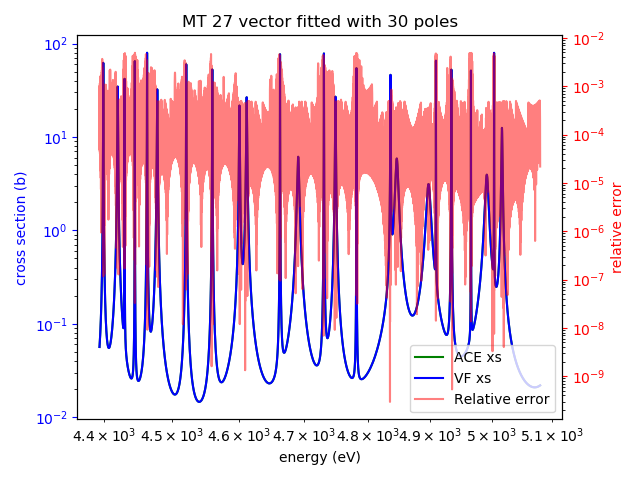 MT 27 vector fitted with 30 poles
10² 10⁻²
10⁻³
10¹ 10⁻⁴
10⁻⁵
cross section (b) 10⁰ 10⁻⁶ relative error
10⁻⁷
10⁻¹ 10⁻⁸
ACE xs
VF xs 10⁻⁹
Relative error
10⁻²
4.4 × 10³ 4.5 × 10³ 4.6 × 10³ 4.7 × 10³ 4.8 × 10³ 4.9 × 10³ 5 × 10³ 5.1 × 10³
energy (eV)